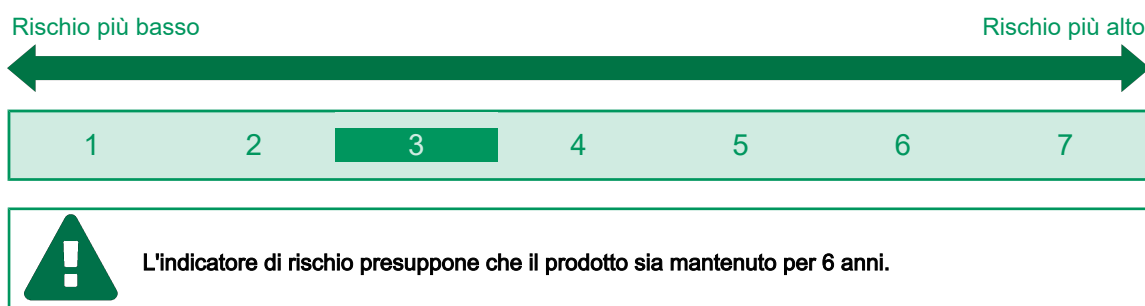 Rischio più basso Rischio più alto
1 2 3 4 5 6 7
L'indicatore di rischio presuppone che il prodotto sia mantenuto per 6 anni.